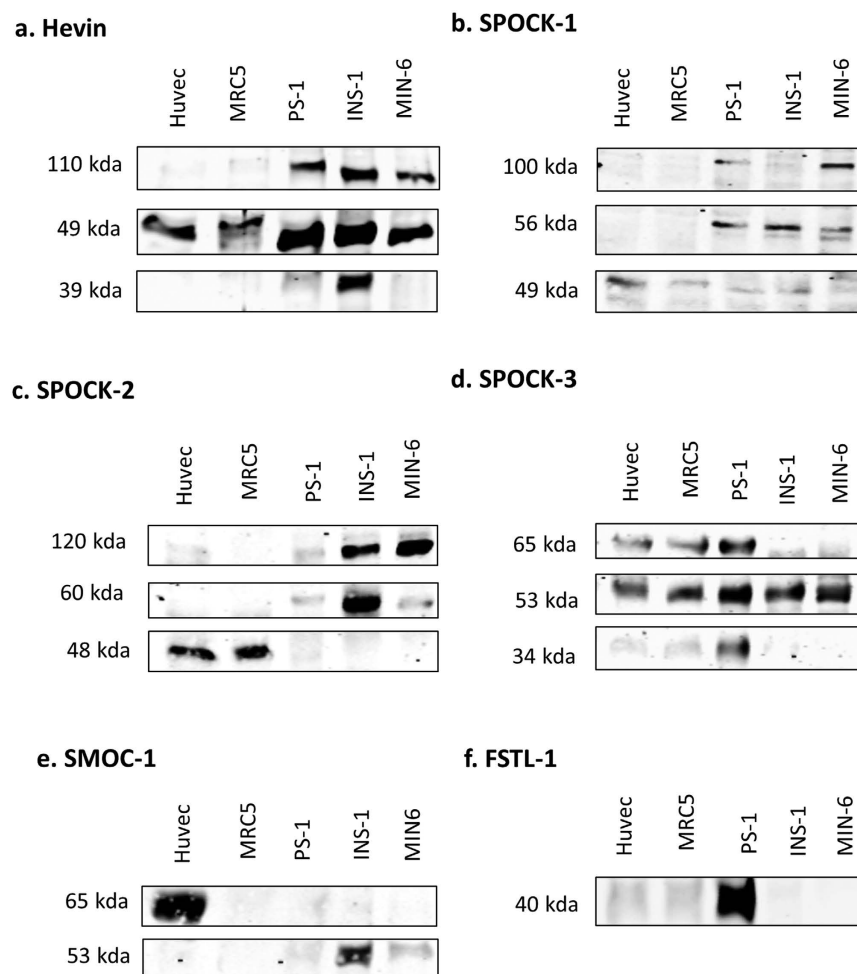 a. Hevin
Huvec MRC5 PS-1 INS-1 MIN-6
110 kda
49 kda
39 kda
b. SPOCK-1
Huvec MRC5 PS-1 INS-1 MIN-6
100 kda
56 kda
49 kda
c. SPOCK-2
Huvec MRC5 PS-1 INS-1 MIN-6
120 kda
60 kda
48 kda
d. SPOCK-3
Huvec MRC5 PS-1 INS-1 MIN-6
65 kda
53 kda
34 kda
e. SMOC-1
Huvec MRC5 PS-1 INS-1 MIN6
65 kda
53 kda
f. FSTL-1
Huvec MRC5 PS-1 INS-1 MIN-6
40 kda